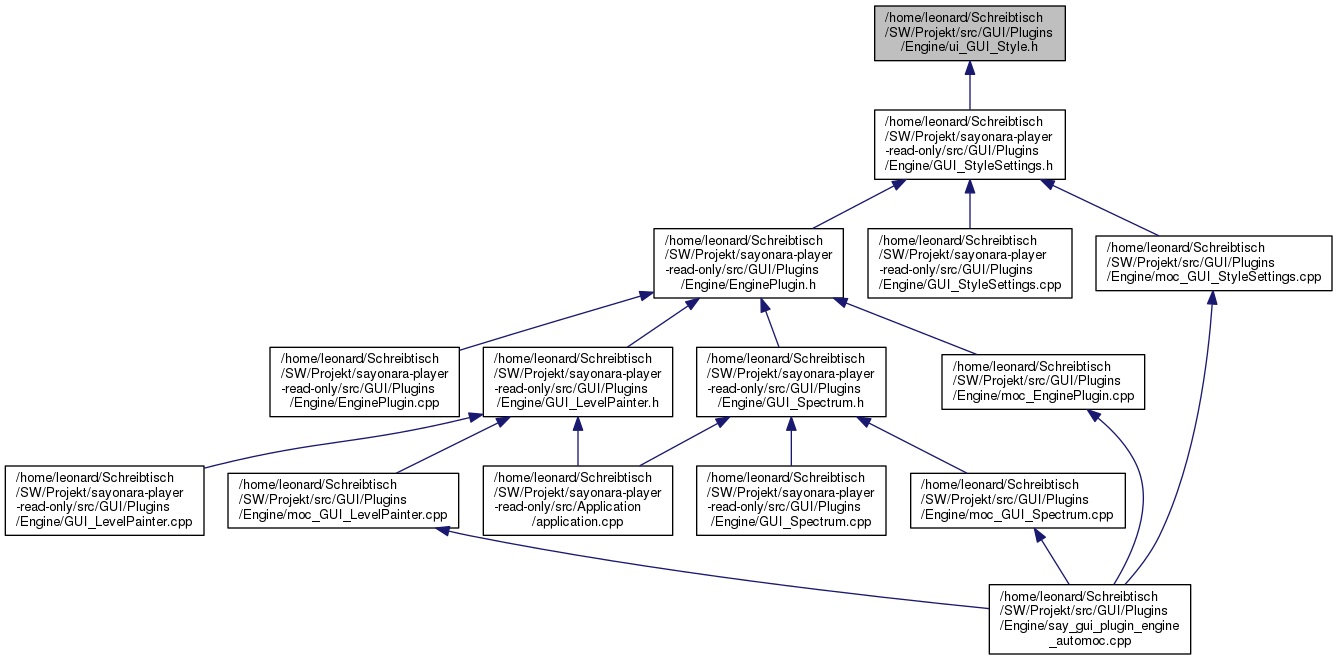 /home/leonard/Schreibtisch
/SW/Projekt/src/GUI/Plugins
/Engine/ui_GUI_Style.h
/home/leonard/Schreibtisch
/SW/Projekt/sayonara-player
-read-only/src/GUI/Plugins
/Engine/GUI_StyleSettings.h
/home/leonard/Schreibtisch
/SW/Projekt/sayonara-player
-read-only/src/GUI/Plugins
/Engine/EnginePlugin.h
/home/leonard/Schreibtisch
/SW/Projekt/sayonara-player
-read-only/src/GUI/Plugins
/Engine/GUI_StyleSettings.cpp
/home/leonard/Schreibtisch
/SW/Projekt/src/GUI/Plugins
/Engine/moc_GUI_StyleSettings.cpp
/home/leonard/Schreibtisch
/SW/Projekt/sayonara-player
-read-only/src/GUI/Plugins
/Engine/EnginePlugin.cpp
/home/leonard/Schreibtisch
/SW/Projekt/sayonara-player
-read-only/src/GUI/Plugins
/Engine/GUI_LevelPainter.h
/home/leonard/Schreibtisch
/SW/Projekt/sayonara-player
-read-only/src/GUI/Plugins
/Engine/GUI_Spectrum.h
/home/leonard/Schreibtisch
/SW/Projekt/src/GUI/Plugins
/Engine/moc_EnginePlugin.cpp
/home/leonard/Schreibtisch
/SW/Projekt/sayonara-player
-read-only/src/GUI/Plugins
/Engine/GUI_LevelPainter.cpp
/home/leonard/Schreibtisch
/SW/Projekt/src/GUI/Plugins
/Engine/moc_GUI_LevelPainter.cpp
/home/leonard/Schreibtisch
/SW/Projekt/sayonara-player
-read-only/src/Application
/application.cpp
/home/leonard/Schreibtisch
/SW/Projekt/sayonara-player
-read-only/src/GUI/Plugins
/Engine/GUI_Spectrum.cpp
/home/leonard/Schreibtisch
/SW/Projekt/src/GUI/Plugins
/Engine/moc_GUI_Spectrum.cpp
/home/leonard/Schreibtisch
/SW/Projekt/src/GUI/Plugins
/Engine/say_gui_plugin_engine
_automoc.cpp